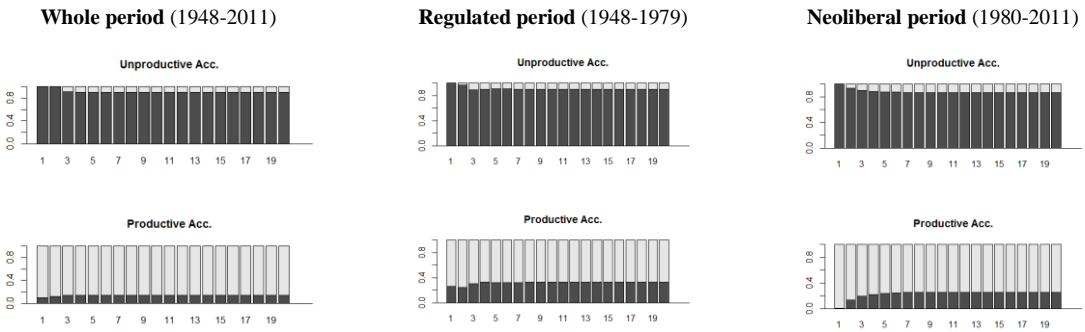 Whole period (1948-2011) Regulated period (1948-1979) Neoliberal period (1980-2011)
Unproductive Acc. Unproductive Acc. Unproductive Acc.
0.8 0.8 0.8
0.4 0.4 0.4
0.0 0.0 0.0
1 3 5 7 9 11 13 15 17 19 1 3 5 7 9 11 13 15 17 19 1 3 5 7 9 11 13 15 17 19
Productive Acc. Productive Acc. Productive Acc.
0.8 0.8 0.8
0.4 0.4 0.4
0.0 0.0 0.0
1 3 5 7 9 11 13 15 17 19 1 3 5 7 9 11 13 15 17 19 1 3 5 7 9 11 13 15 17 19